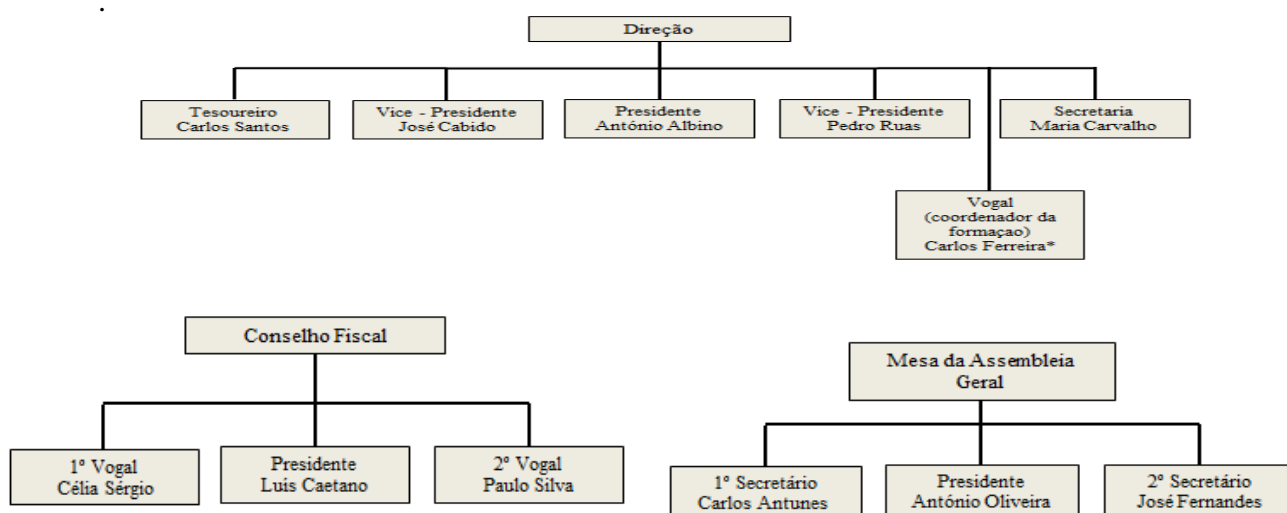 Direção
Tesoureiro
Carlos Santos
Vice - Presidente
José Cabido
Presidente
António Albino
Vice - Presidente
Pedro Ruas
Secretaria
Maria Carvalho
Vogal
(coordenador da
formaçao)
Carlos Ferreira*
Conselho Fiscal
1º Vogal
Célia Sérgio
Presidente
Luis Caetano
2º Vogal
Paulo Silva
Mesa da Assembleia
Geral
1º Secretário
Carlos Antunes
Presidente
António Oliveira
2º Secretário
José Fernandes